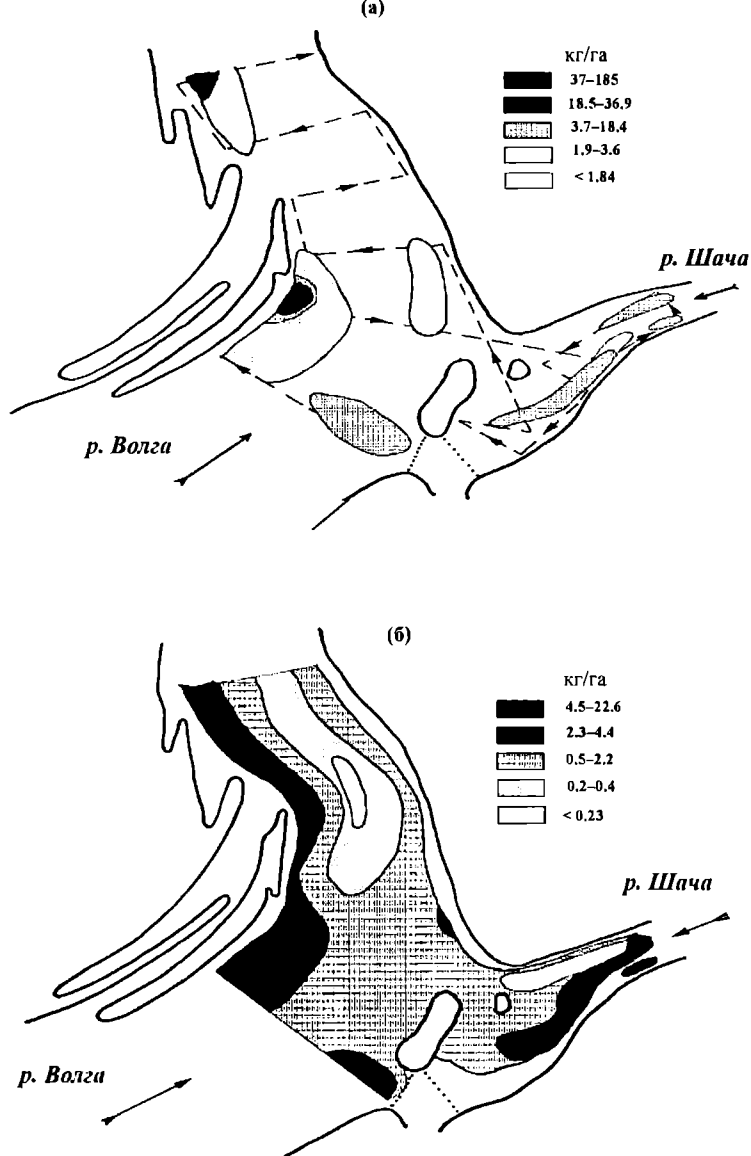 (а)
кг/га
37–185
18.5–36.9
3.7–18.4
1.9–3.6
< 1.84
р. Шача
р. Волга
(б)
кг/га
4.5–22.6
2.3–4.4
0.5–2.2
0.2–0.4
< 0.23
р. Шача
р. Волга